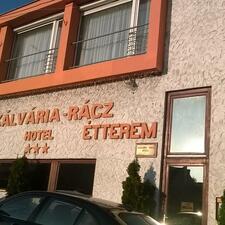 KÁLVÁRIA-RÁCZ
HOTEL ÉTTEREM
★★★